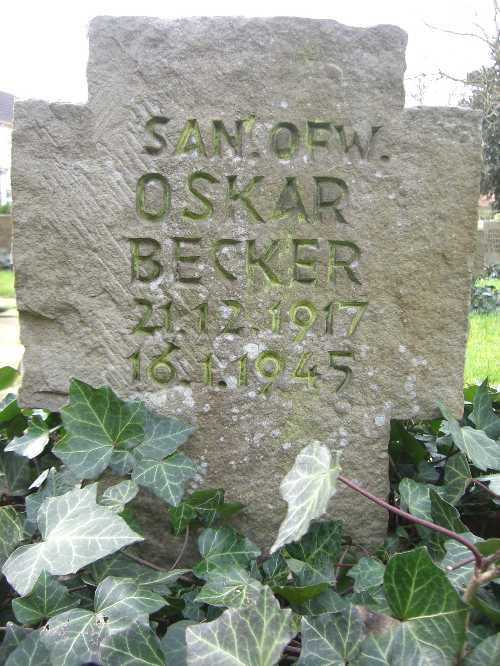 SAN. OFW.
OSKAR
BECKER
21.12.1917
16.1.1945